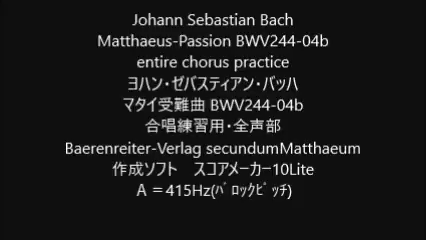 Johann Sebastian Bach
Matthaeus-Passion BWV244-04b
entire chorus practice
ヨハン・ゼバスティアン・バッハ
マタイ受難曲 BWV244-04b
合唱練習用・全声部
Baerenreiter-Verlag secundumMatthaeum
作成ソフト　スコアメーカー10Lite
A＝415Hz(ﾊﾞﾛｯｸﾋﾟｯﾁ)